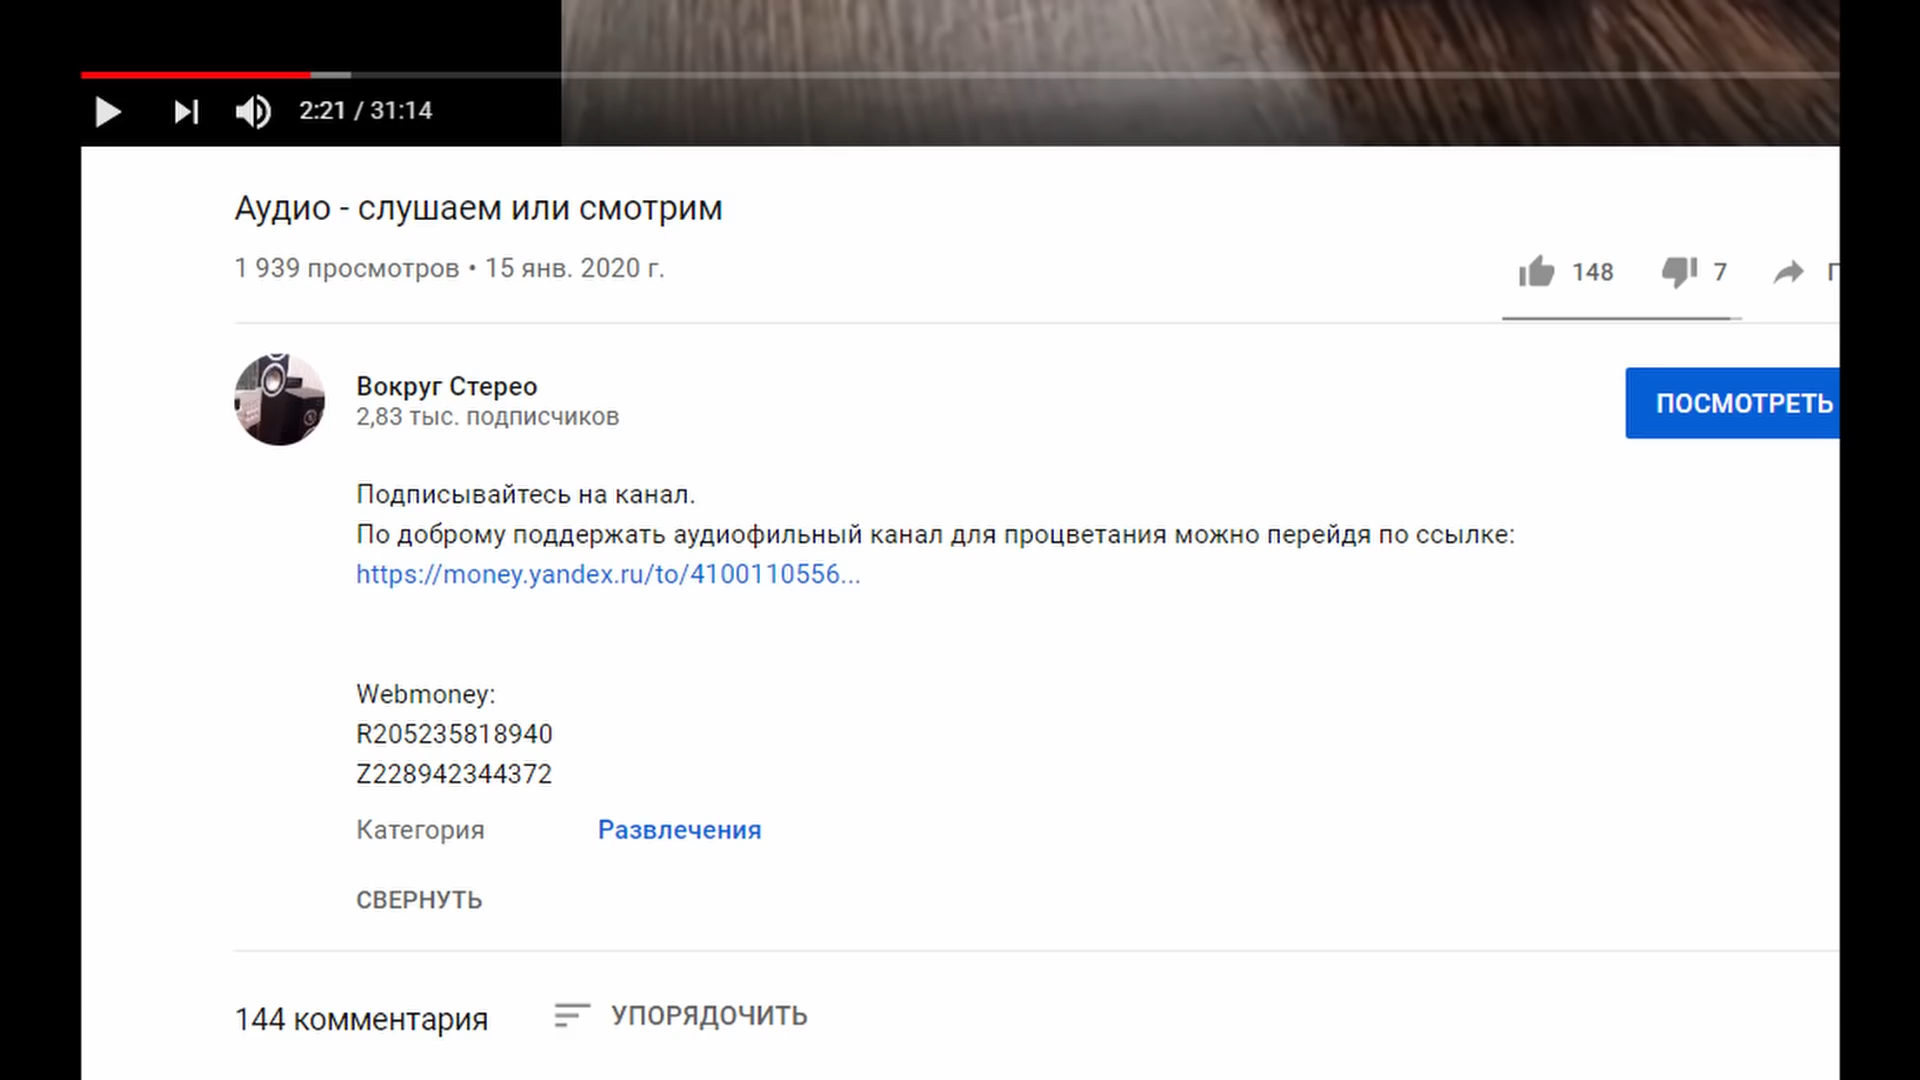 2:21 / 31:14
Аудио - слушаем или смотрим
1 939 просмотров • 15 янв. 2020 г.
148
7
Вокруг Стерео
2,83 тыс. подписчиков
ПОСМОТРЕТЬ
Подписывайтесь на канал.
По доброму поддержать аудиофильный канал для процветания можно перейдя по ссылке:
https://money.yandex.ru/to/4100110556...
Webmoney:
R205235818940
Z228942344372
Категория Развлечения
СВЕРНУТЬ
144 комментария
УПОРЯДОЧИТЬ